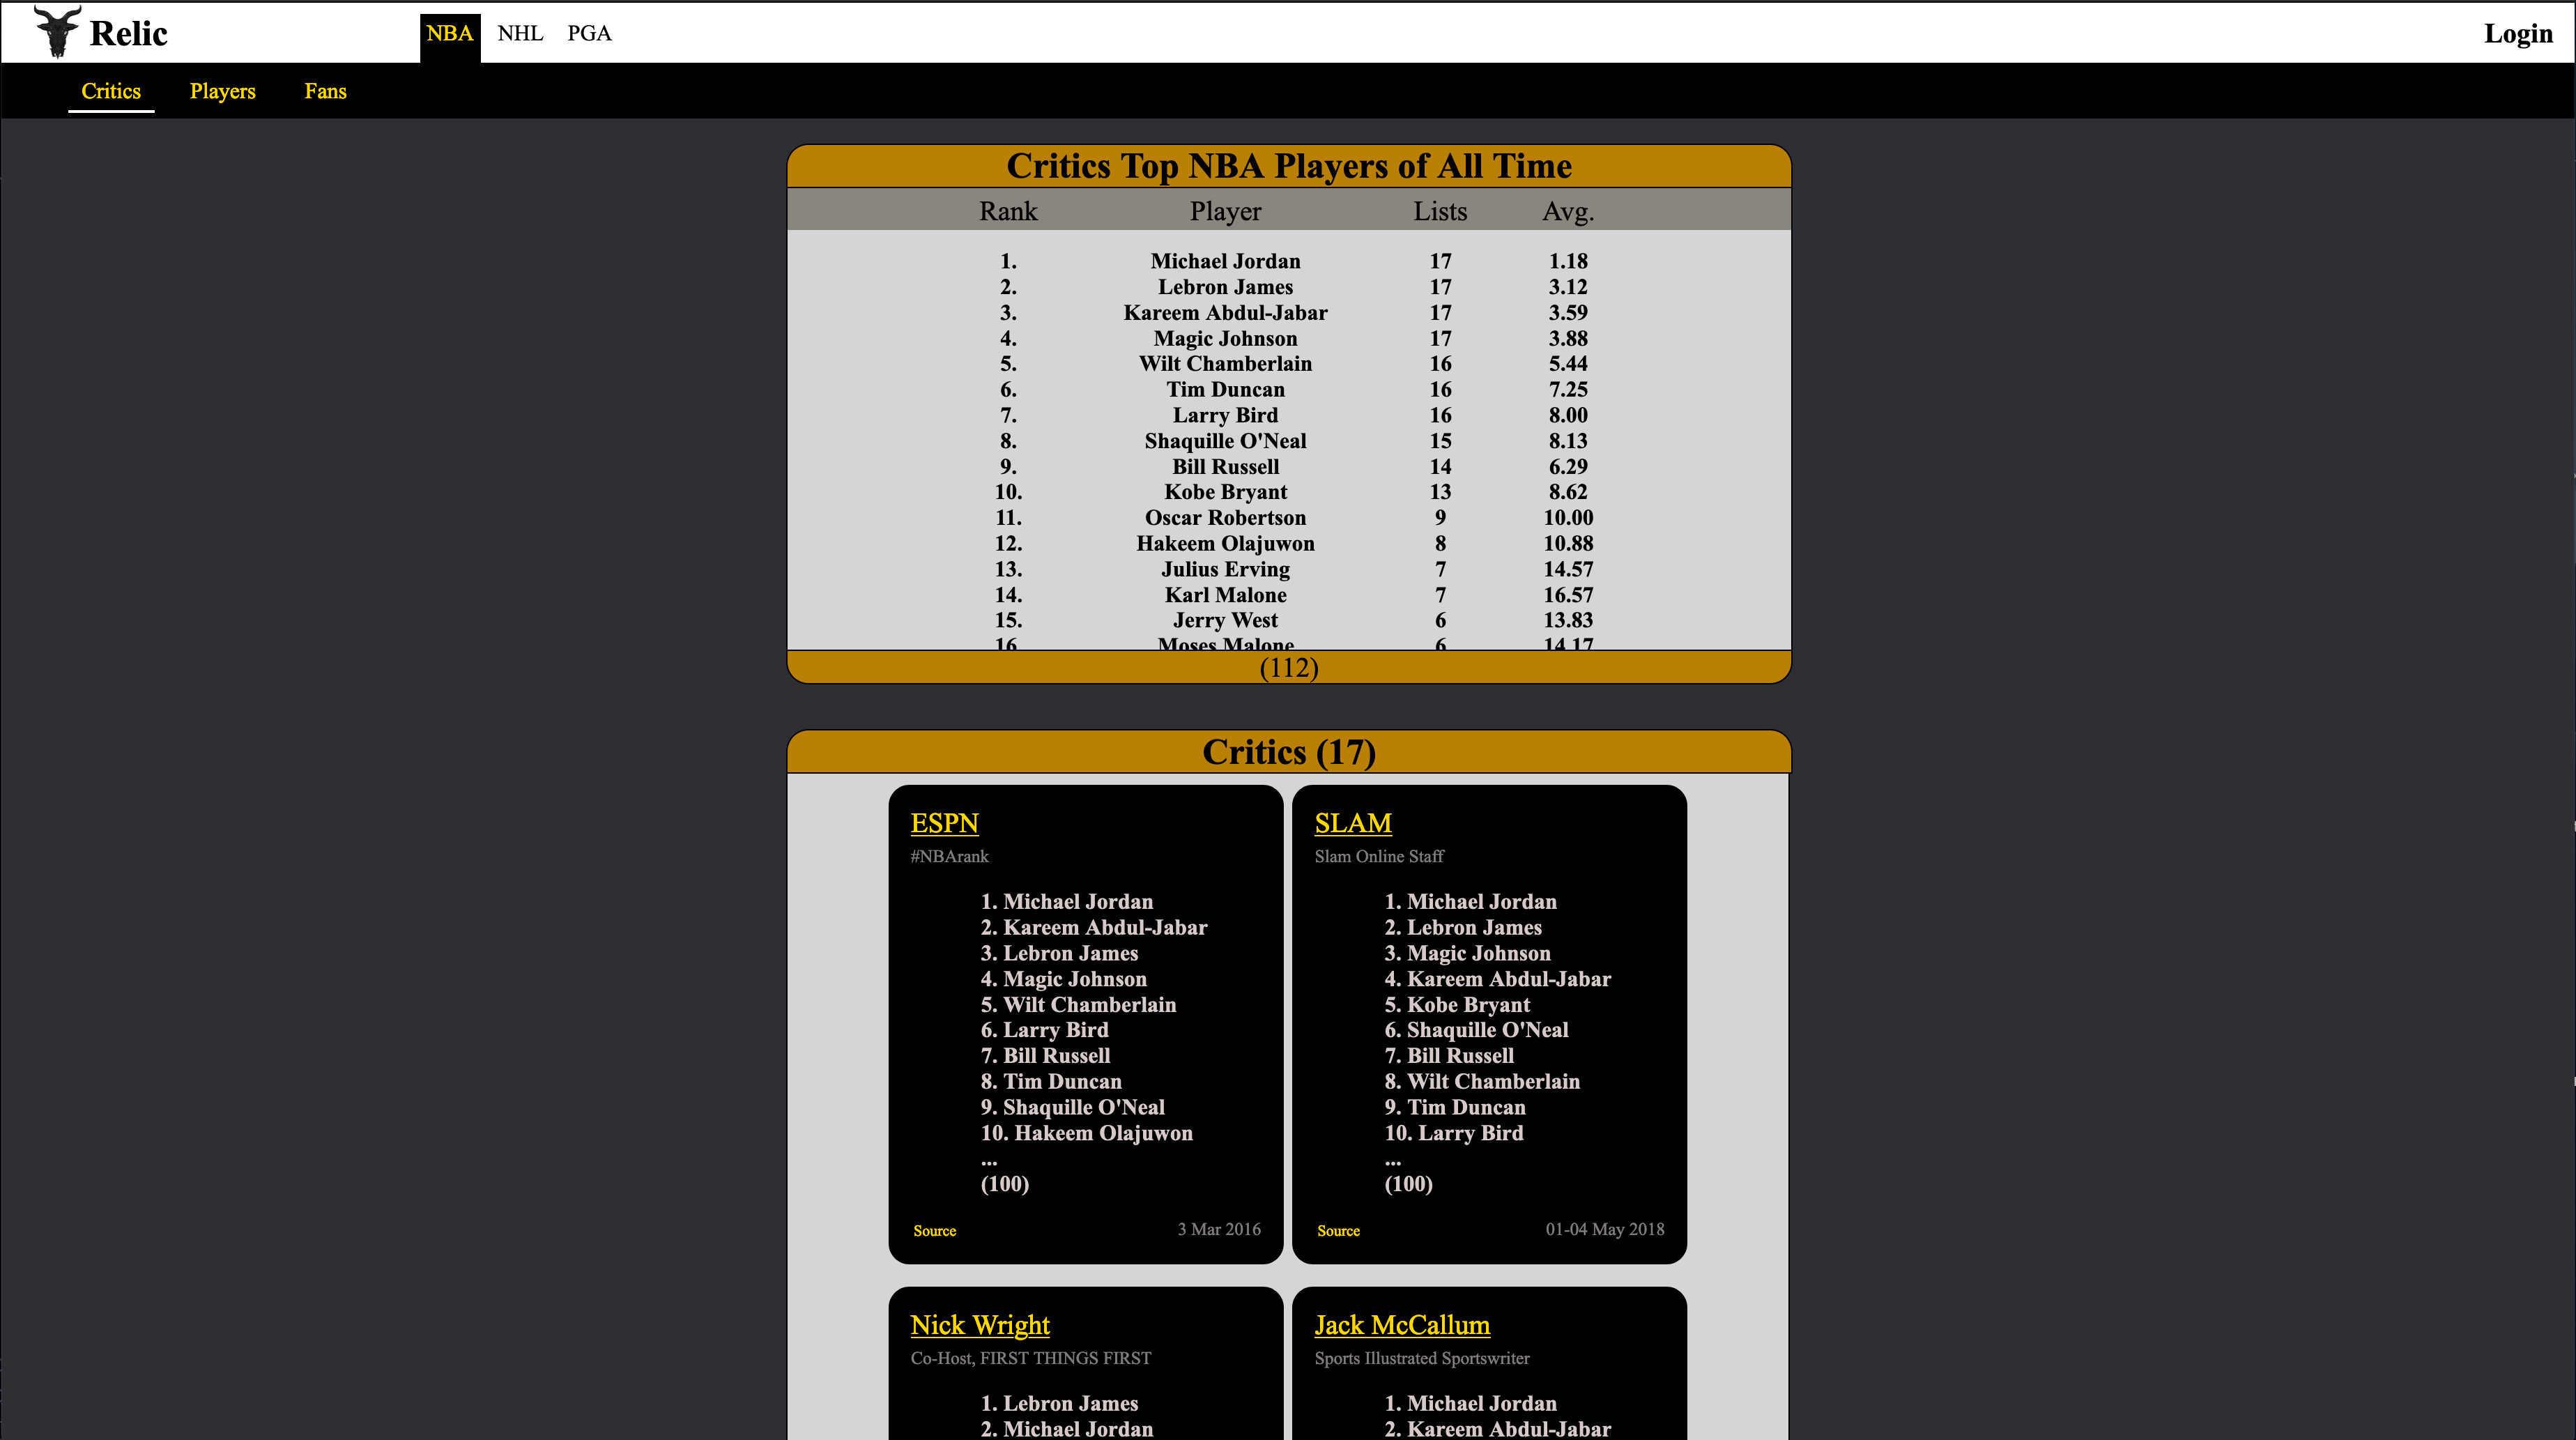 Relic
NBA NHL PGA
Login
Critics Players Fans
Critics Top NBA Players of All Time
Rank Player Lists Avg.
1. Michael Jordan 17 1.18
2. Lebron James 17 3.12
3. Kareem Abdul-Jabar 17 3.59
4. Magic Johnson 17 3.88
5. Wilt Chamberlain 16 5.44
6. Tim Duncan 16 7.25
7. Larry Bird 16 8.00
8. Shaquille O'Neal 15 8.13
9. Bill Russell 14 6.29
10. Kobe Bryant 13 8.62
11. Oscar Robertson 9 10.00
12. Hakeem Olajuwon 8 10.88
13. Julius Erving 7 14.57
14. Karl Malone 7 16.57
15. Jerry West 6 13.83
16. Moses Malone 6 14.17
(112)
Critics (17)
ESPN
#NBArank
1. Michael Jordan
2. Kareem Abdul-Jabar
3. Lebron James
4. Magic Johnson
5. Wilt Chamberlain
6. Larry Bird
7. Bill Russell
8. Tim Duncan
9. Shaquille O'Neal
10. Hakeem Olajuwon
...
(100)
Source 3 Mar 2016
SLAM
Slam Online Staff
1. Michael Jordan
2. Lebron James
3. Magic Johnson
4. Kareem Abdul-Jabar
5. Kobe Bryant
6. Shaquille O'Neal
7. Bill Russell
8. Wilt Chamberlain
9. Tim Duncan
10. Larry Bird
...
(100)
Source 01-04 May 2018
Nick Wright
Co-Host, FIRST THINGS FIRST
1. Lebron James
2. Michael Jordan
Jack McCallum
Sports Illustrated Sportswriter
1. Michael Jordan
2. Kareem Abdul-Jabar